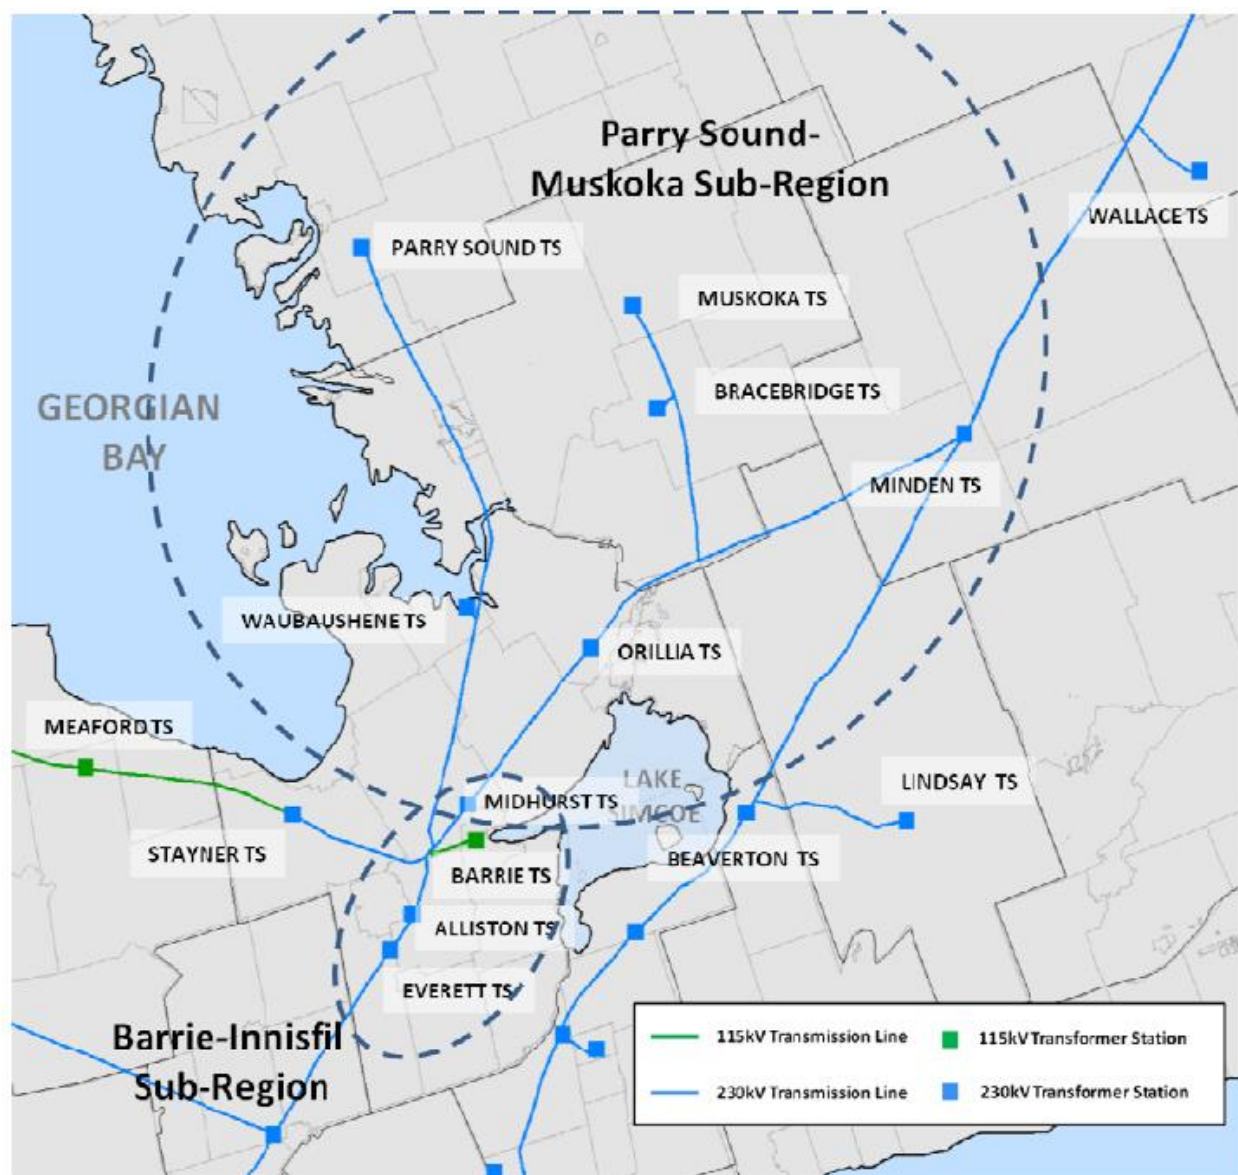 Parry Sound-
Muskoka Sub-Region
WALLACE TS
PARRY SOUND TS
MUSKOKA TS
BRACEBRIDGE TS
GEORGIAN
BAY
MINDEN TS
WAUBAUSHENE TS
ORILLIA TS
MEAFORD TS
LAKE
SIMCOE
LINDSAY TS
MIDHURST TS
STAYNER TS
BEAVERTON TS
BARRIE TS
ALLISTON TS
EVERETT TS
Barrie-Innisfil
Sub-Region
115kV Transmission Line
115kV Transformer Station
230kV Transmission Line
230kV Transformer Station